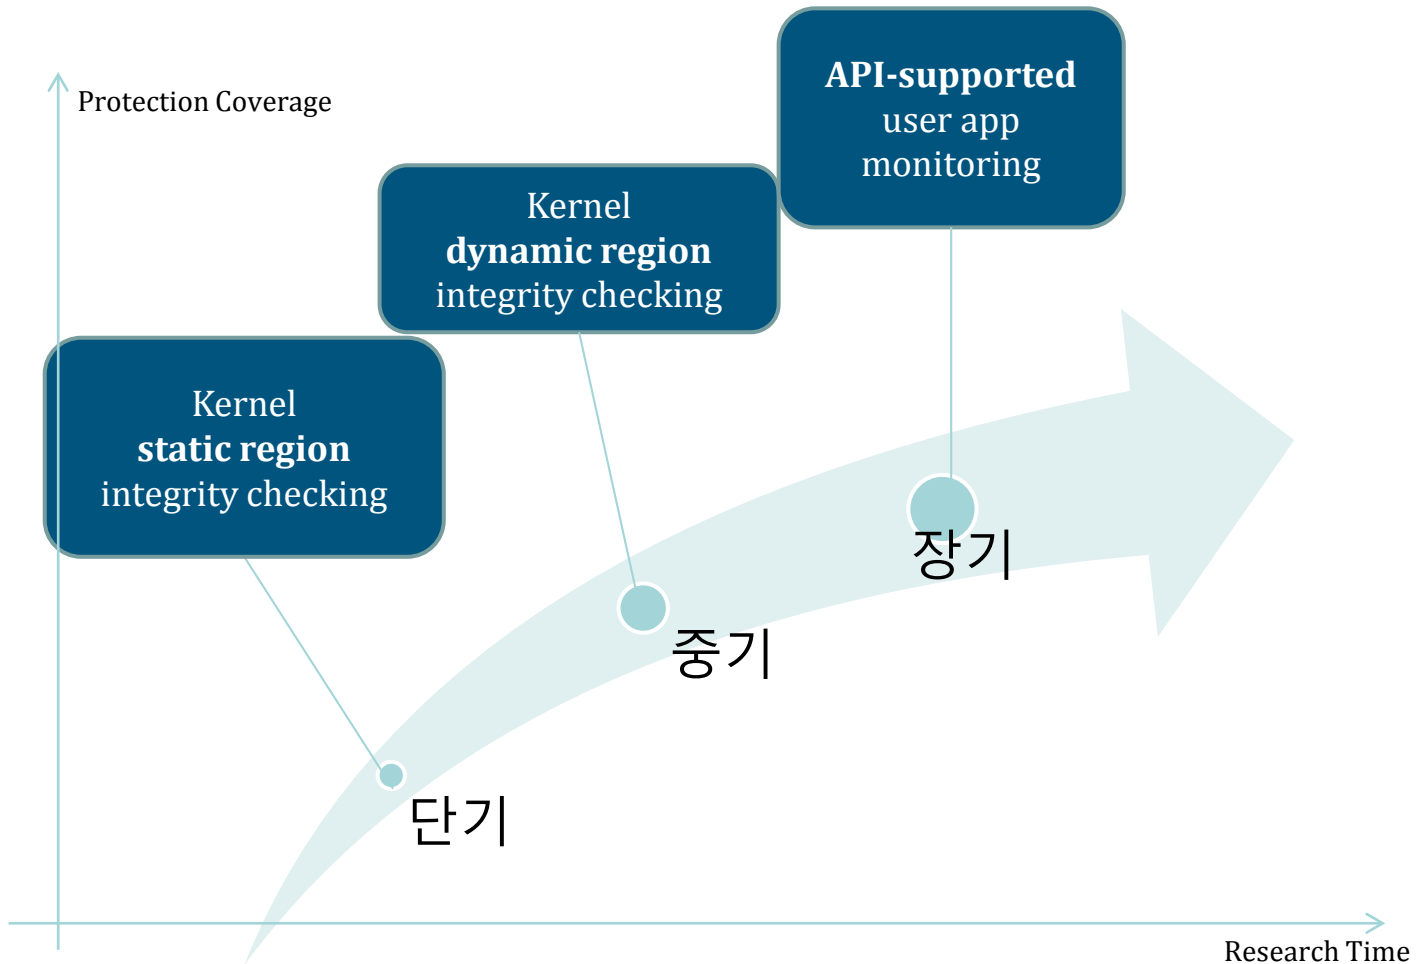 Protection Coverage
API-supported
user app
monitoring
Kernel
dynamic region
integrity checking
Kernel
static region
integrity checking
장기
중기
단기
Research Time